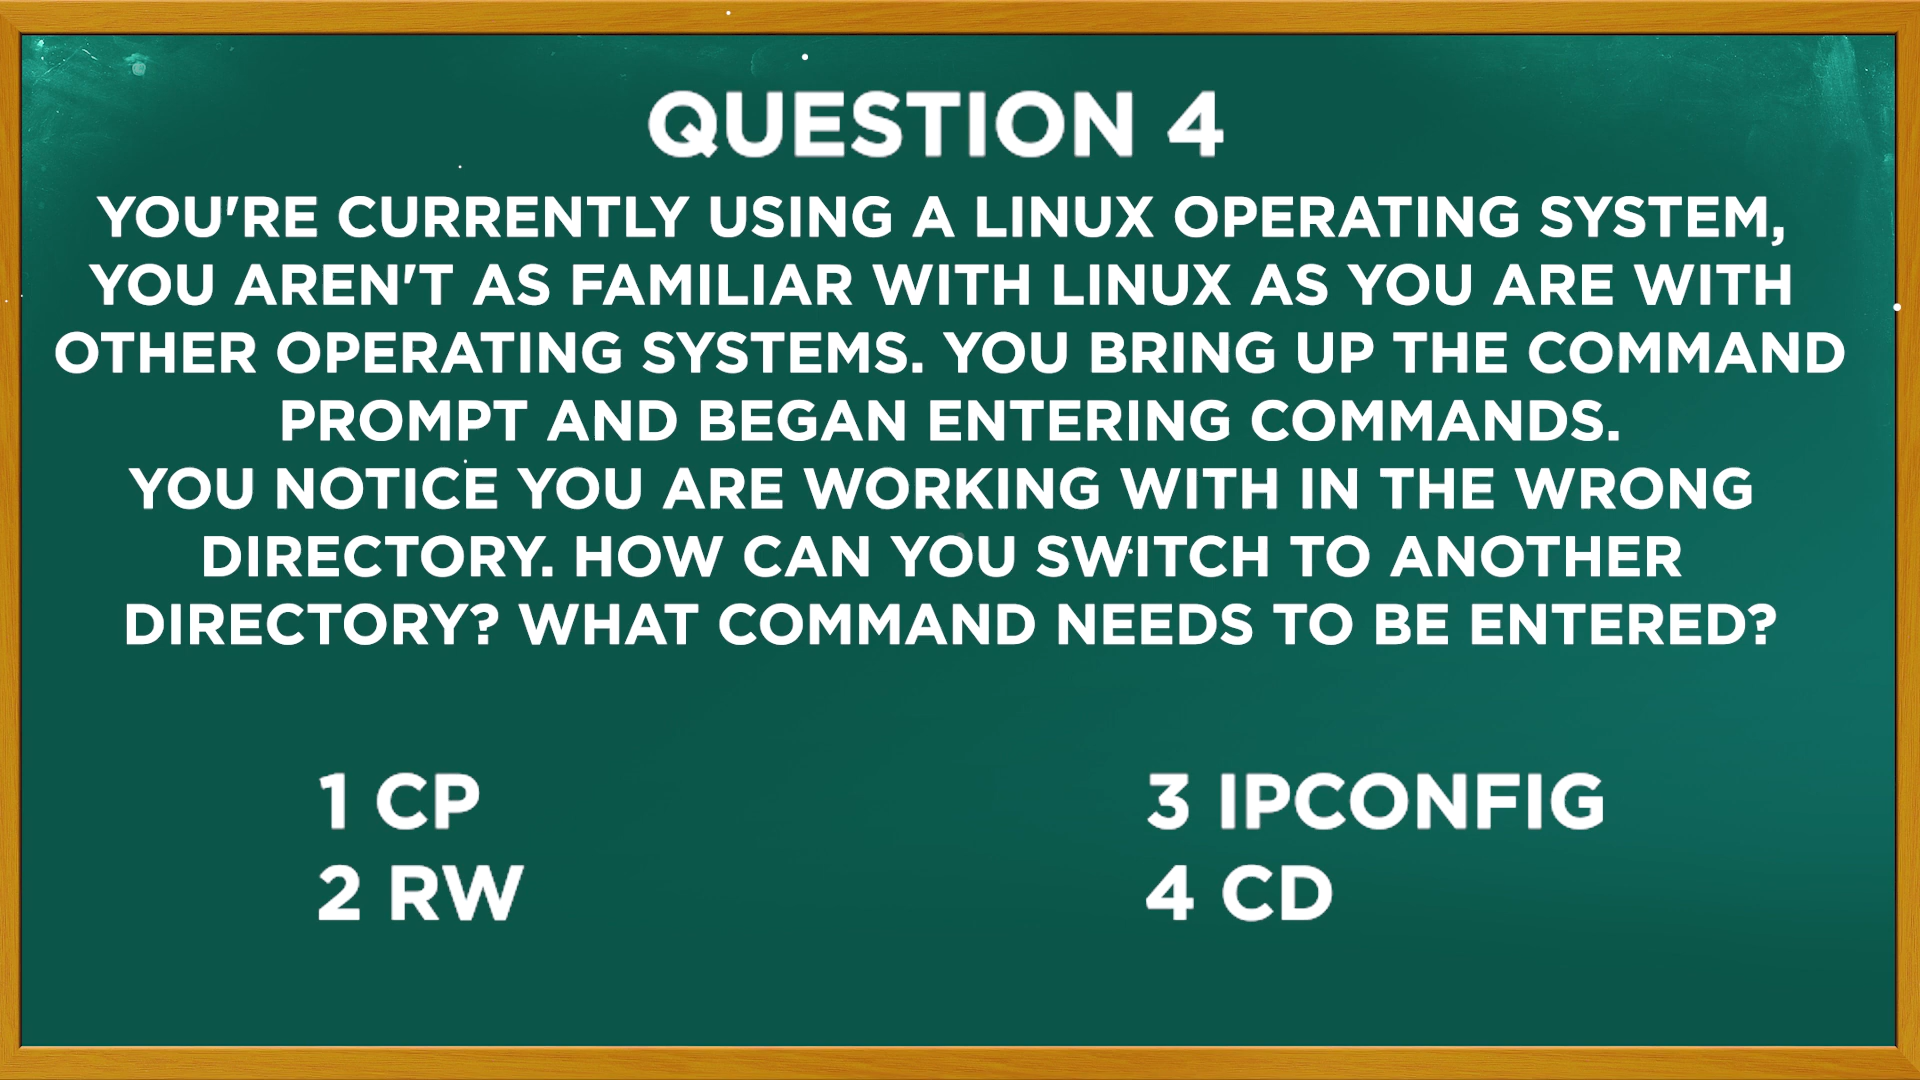 QUESTION 4
YOU'RE CURRENTLY USING A LINUX OPERATING SYSTEM,
YOU AREN'T AS FAMILIAR WITH LINUX AS YOU ARE WITH
OTHER OPERATING SYSTEMS. YOU BRING UP THE COMMAND
PROMPT AND BEGAN ENTERING COMMANDS.
YOU NOTICE YOU ARE WORKING WITH IN THE WRONG
DIRECTORY. HOW CAN YOU SWITCH TO ANOTHER
DIRECTORY? WHAT COMMAND NEEDS TO BE ENTERED?
1 CP
2 RW
3 IPCONFIG
4 CD